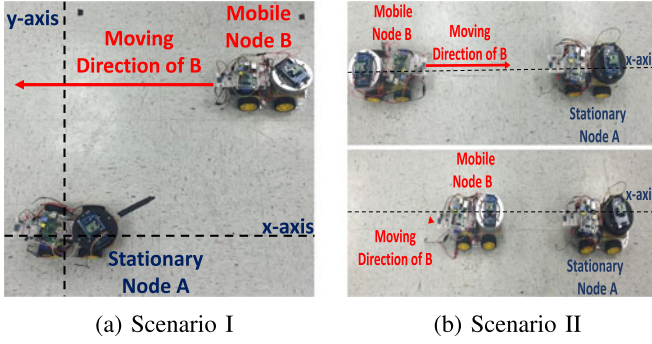 y-axis
Mobile
Node B
Moving
Direction of B
x-axis
Stationary
Node A
(a) Scenario I
Mobile
Node B
Moving
Direction of B
x-axi
Stationary
Node A
Mobile
Node B
x-axi
Moving
Direction of B
Stationary
Node A
(b) Scenario II